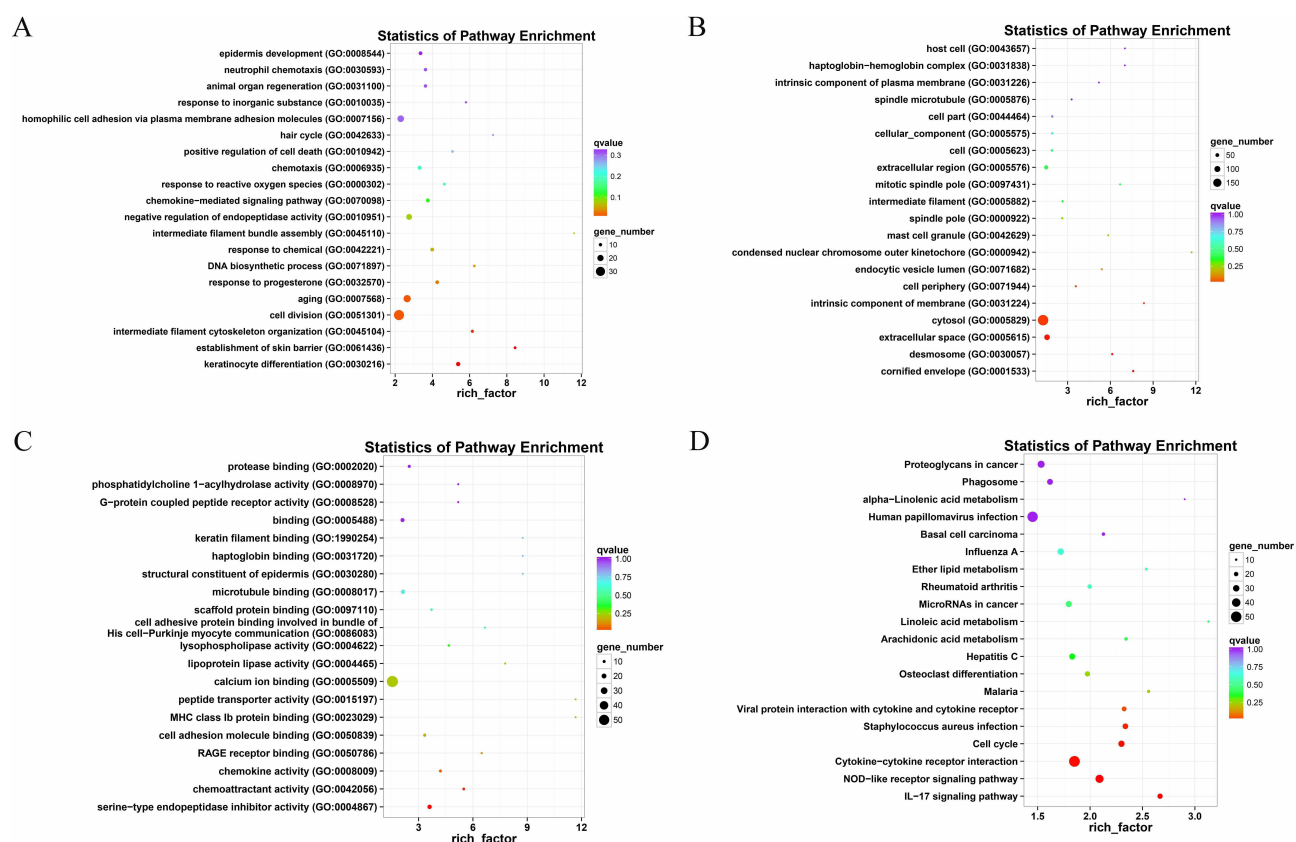 A
Statistics of Pathway Enrichment
epidermis development (GO:0008544)
neutrophil chemotaxis (GO:0030593)
animal organ regeneration (GO:0031100)
response to inorganic substance (GO:0010035)
homophilic cell adhesion via plasma membrane adhesion molecules (GO:0007156)
hair cycle (GO:0042633)
positive regulation of cell death (GO:0010942)
chemotaxis (GO:0006935)
response to reactive oxygen species (GO:0000302)
chemokine−mediated signaling pathway (GO:0070098)
negative regulation of endopeptidase activity (GO:0010951)
intermediate filament bundle assembly (GO:0045110)
response to chemical (GO:0042221)
DNA biosynthetic process (GO:0071897)
response to progesterone (GO:0032570)
aging (GO:0007568)
cell division (GO:0051301)
intermediate filament cytoskeleton organization (GO:0045104)
establishment of skin barrier (GO:0061436)
keratinocyte differentiation (GO:0030216)
2 4 6 8 10 12
rich_factor
qvalue
0.3
0.2
0.1
gene_number
10
20
30
B
Statistics of Pathway Enrichment
host cell (GO:0043657)
haptoglobin−hemoglobin complex (GO:0031838)
intrinsic component of plasma membrane (GO:0031226)
spindle microtubule (GO:0005876)
cell part (GO:0044464)
cellular_component (GO:0005575)
cell (GO:0005623)
extracellular region (GO:0005576)
mitotic spindle pole (GO:0097431)
intermediate filament (GO:0005882)
spindle pole (GO:0000922)
mast cell granule (GO:0042629)
condensed nuclear chromosome outer kinetochore (GO:0000942)
endocytic vesicle lumen (GO:0071682)
cell periphery (GO:0071944)
intrinsic component of membrane (GO:0031224)
cytosol (GO:0005829)
extracellular space (GO:0005615)
desmosome (GO:0030057)
cornified envelope (GO:0001533)
3 6 9 12
rich_factor
gene_number
50
100
150
qvalue
1.00
0.75
0.50
0.25
C
Statistics of Pathway Enrichment
protease binding (GO:0002020)
phosphatidylcholine 1−acylhydrolase activity (GO:0008970)
G−protein coupled peptide receptor activity (GO:0008528)
binding (GO:0005488)
keratin filament binding (GO:1990254)
haptoglobin binding (GO:0031720)
structural constituent of epidermis (GO:0030280)
microtubule binding (GO:0008017)
scaffold protein binding (GO:0097110)
cell adhesive protein binding involved in bundle of
His cell−Purkinje myocyte communication (GO:0086083)
lysophospholipase activity (GO:0004622)
lipoprotein lipase activity (GO:0004465)
calcium ion binding (GO:0005509)
peptide transporter activity (GO:0015197)
MHC class Ib protein binding (GO:0023029)
cell adhesion molecule binding (GO:0050839)
RAGE receptor binding (GO:0050786)
chemokine activity (GO:0008009)
chemoattractant activity (GO:0042056)
serine−type endopeptidase inhibitor activity (GO:0004867)
3 6 9 12
rich_factor
qvalue
1.00
0.75
0.50
0.25
gene_number
10
20
30
40
50
D
Statistics of Pathway Enrichment
Proteoglycans in cancer
Phagosome
alpha−Linolenic acid metabolism
Human papillomavirus infection
Basal cell carcinoma
Influenza A
Ether lipid metabolism
Rheumatoid arthritis
MicroRNAs in cancer
Linoleic acid metabolism
Arachidonic acid metabolism
Hepatitis C
Osteoclast differentiation
Malaria
Viral protein interaction with cytokine and cytokine receptor
Staphylococcus aureus infection
Cell cycle
Cytokine−cytokine receptor interaction
NOD−like receptor signaling pathway
IL−17 signaling pathway
1.5 2.0 2.5 3.0
rich_factor
gene_number
10
20
30
40
50
qvalue
1.00
0.75
0.50
0.25